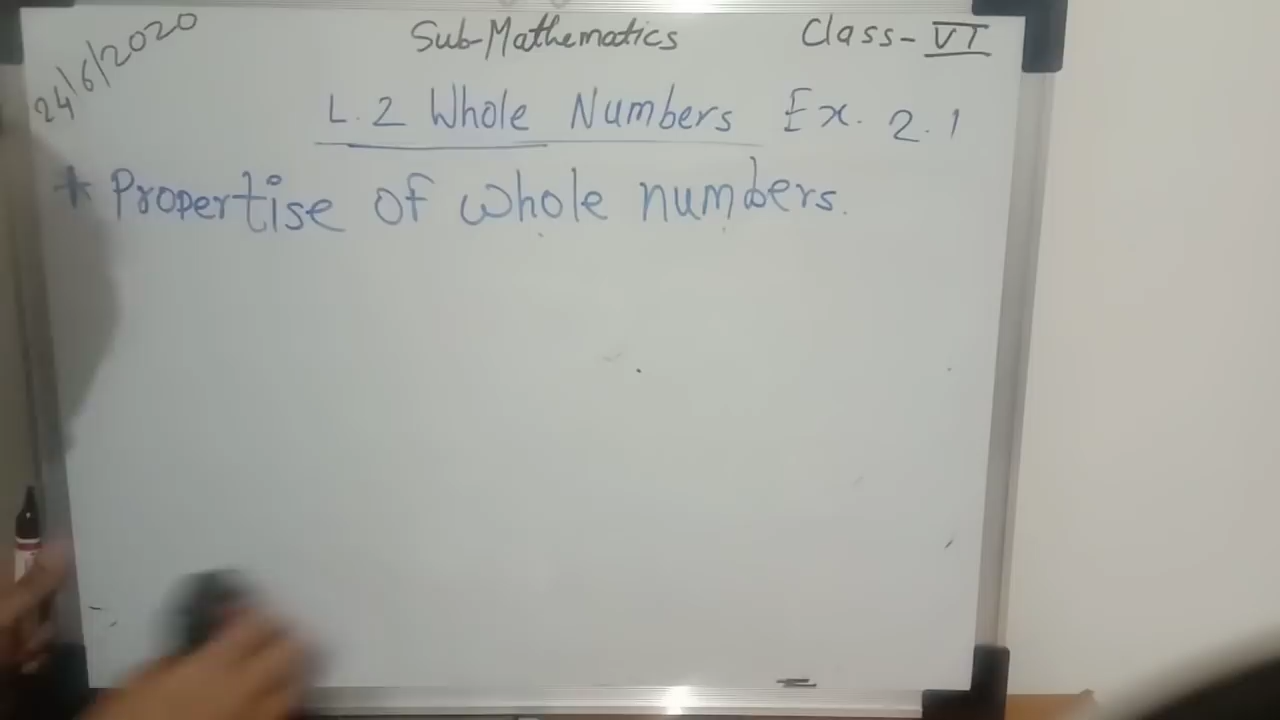 24/6/2020
Sub-Mathematics Class-VI
L.2 Whole Numbers Ex. 2.1
* Propertise of whole numbers.